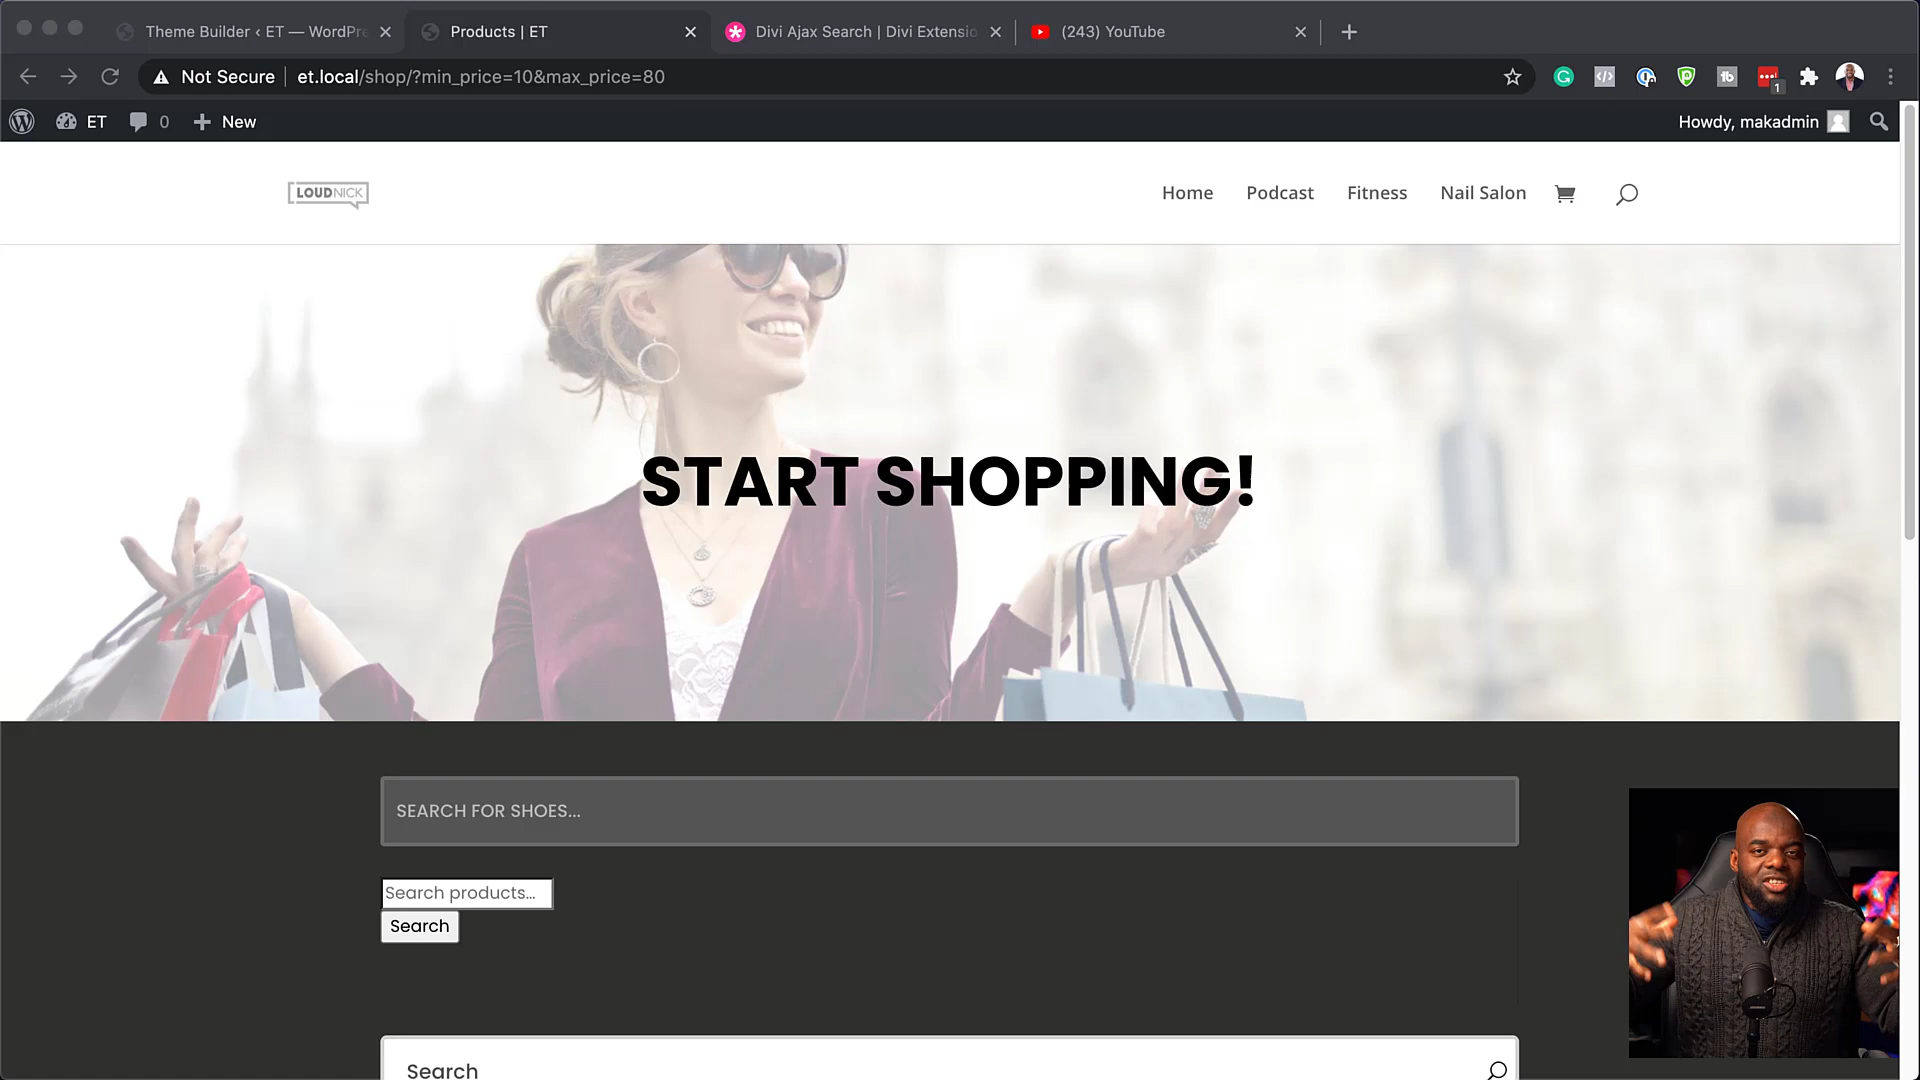 Theme Builder ‹ ET — WordPre
Products | ET
Divi Ajax Search | Divi Extensio
(243) YouTube
Not Secure
et.local/shop/?min_price=10&max_price=80
1
ET
0
New
Howdy, makadmin
LOUDNICK
Home
Podcast
Fitness
Nail Salon
START SHOPPING!
SEARCH FOR SHOES...
Search products...
Search
Search